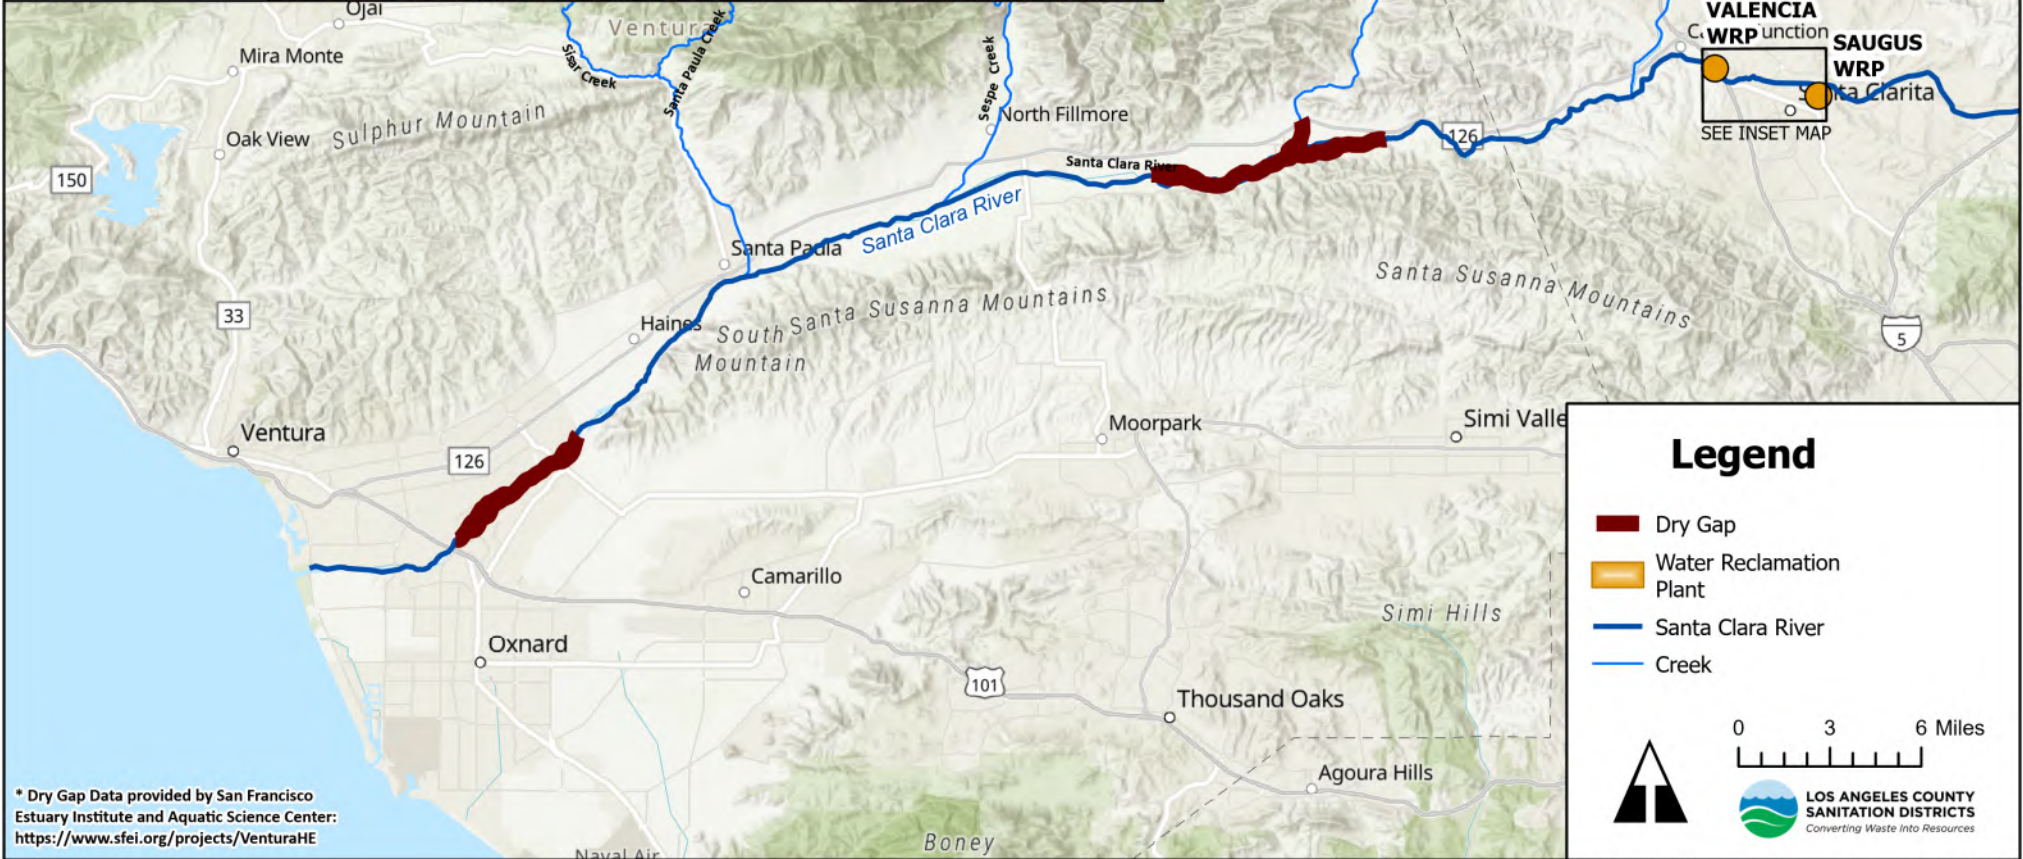 Ojai
Mira Monte
Ventura
Sisar Creek
Santa Paula Creek
Sespe Creek
VALENCIA
WRP
unction
SAUGUS
WRP
Santa Clarita
SEE INSET MAP
Oak View
Sulphur Mountain
North Fillmore
126
150
Santa Clara River
Santa Clara River
Santa Paula
33
Haines
South
Mountain
Santa Susanna Mountains
Santa Susanna Mountains
5
Ventura
126
Moorpark
Simi Valle
Camarillo
Oxnard
101
Simi Hills
Thousand Oaks
Agoura Hills
Boney
Naval Air
Legend
Dry Gap
Water Reclamation
Plant
Santa Clara River
Creek
0 3 6 Miles
LOS ANGELES COUNTY
SANITATION DISTRICTS
Converting Waste Into Resources
* Dry Gap Data provided by San Francisco
Estuary Institute and Aquatic Science Center:
https://www.sfei.org/projects/VenturaHE